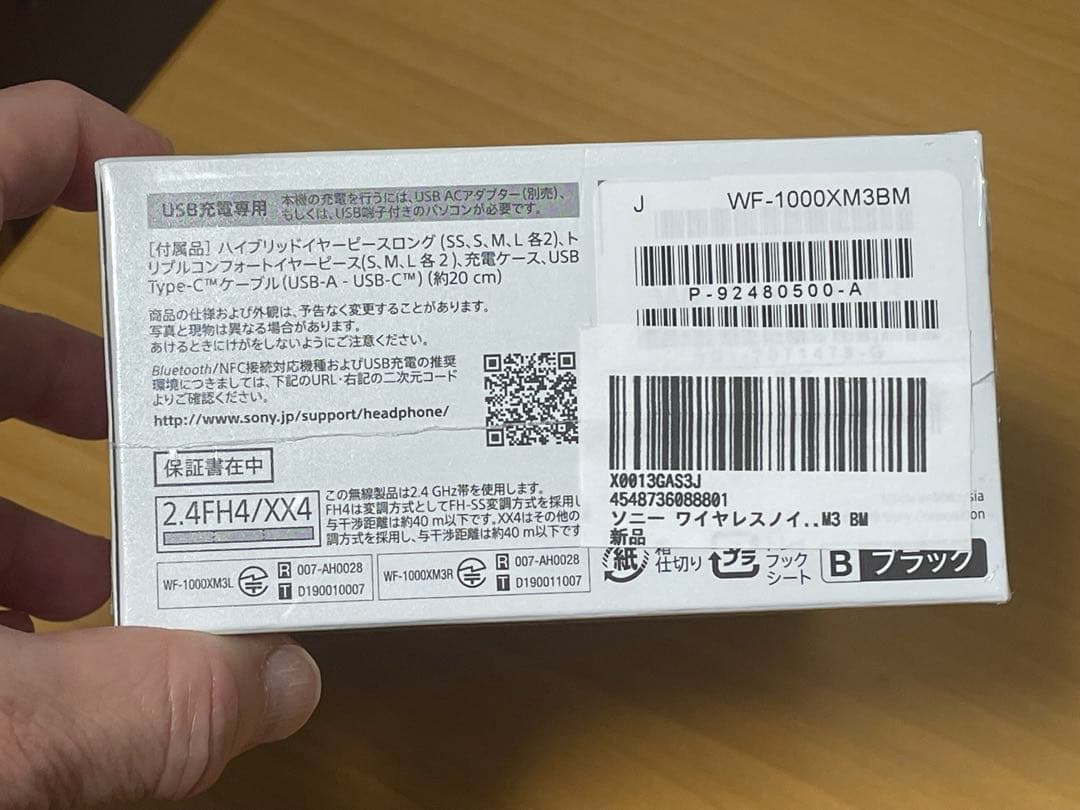 USB充電専用
本機の充電を行うには、USB ACアダプター(別売)、
もしくは、USB端子付きのパソコンが必要です。
[付属品] ハイブリッドイヤーピースロング (SS、S、M、L 各2)、ト
リプルコンフォートイヤーピース(S、M、L 各2)、充電ケース、USB
Type-C™ケーブル(USB-A - USB-C™) (約20 cm)
商品の仕様および外観は、予告なく変更することがあります。
写真と現物は異なる場合があります。
あけるときにけがをしないようにご注意ください。
Bluetooth/NFC接続対応機種およびUSB充電の推奨
環境につきましては、下記のURL・右記の二次元コード
よりご確認ください。
http://www.sony.jp/support/headphone/
保証書在中
2.4FH4/XX4
この無線製品は2.4 GHz帯を使用します。
FH4は変調方式としてFH-SS変調方式を採用し
与干渉距離は約40 m以下です。XX4はその他の
調方式を採用し、与干渉距離は約40 m以下です
WF-1000XM3L
R 007-AH0028
T D190010007
WF-1000XM3R
R 007-AH0028
T D190011007
J WF-1000XM3BM
P-92480500-A
X0013GAS3J
4548736088801
ソニー ワイヤレスノイ..M3 BM
新品
sia
on
紙
仕切り
プラ
フック
シート
B ブラック